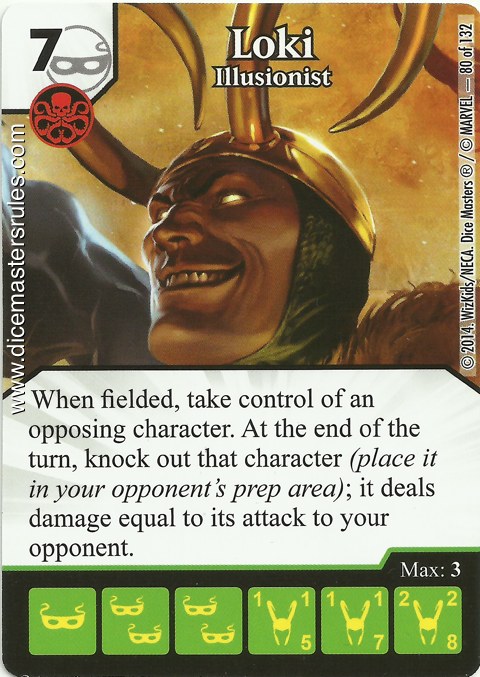 7
Loki
Illusionist
www.dicemastersrules.com
© 2014. WizKids/NECA. Dice Masters ® / © MARVEL — 80 of 132
When fielded, take control of an
opposing character. At the end of the
turn, knock out that character (place it
in your opponent's prep area); it deals
damage equal to its attack to your
opponent.
Max: 3
1 1 5
1 1 7
2 2 8